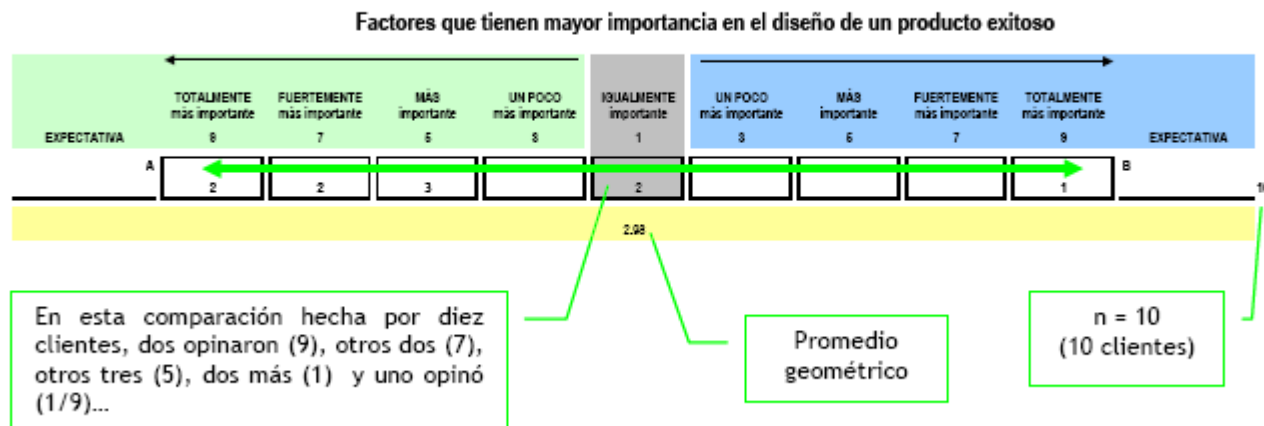 Factores que tienen mayor importancia en el diseño de un producto exitoso
TOTALMENTE FUERTEMENTE MÁS UN POCO IGUALMENTE UN POCO MÁS FUERTEMENTE TOTALMENTE
más importante más importante importante más importante importante más importante importante más importante más importante
EXPECTATIVA 9 7 5 3 1 3 5 7 9 EXPECTATIVA
A B
2 2 3 2 1 10
2.98
En esta comparación hecha por diez
clientes, dos opinaron (9), otros dos (7),
otros tres (5), dos más (1) y uno opinó
(1/9)...
Promedio
geométrico
n = 10
(10 clientes)